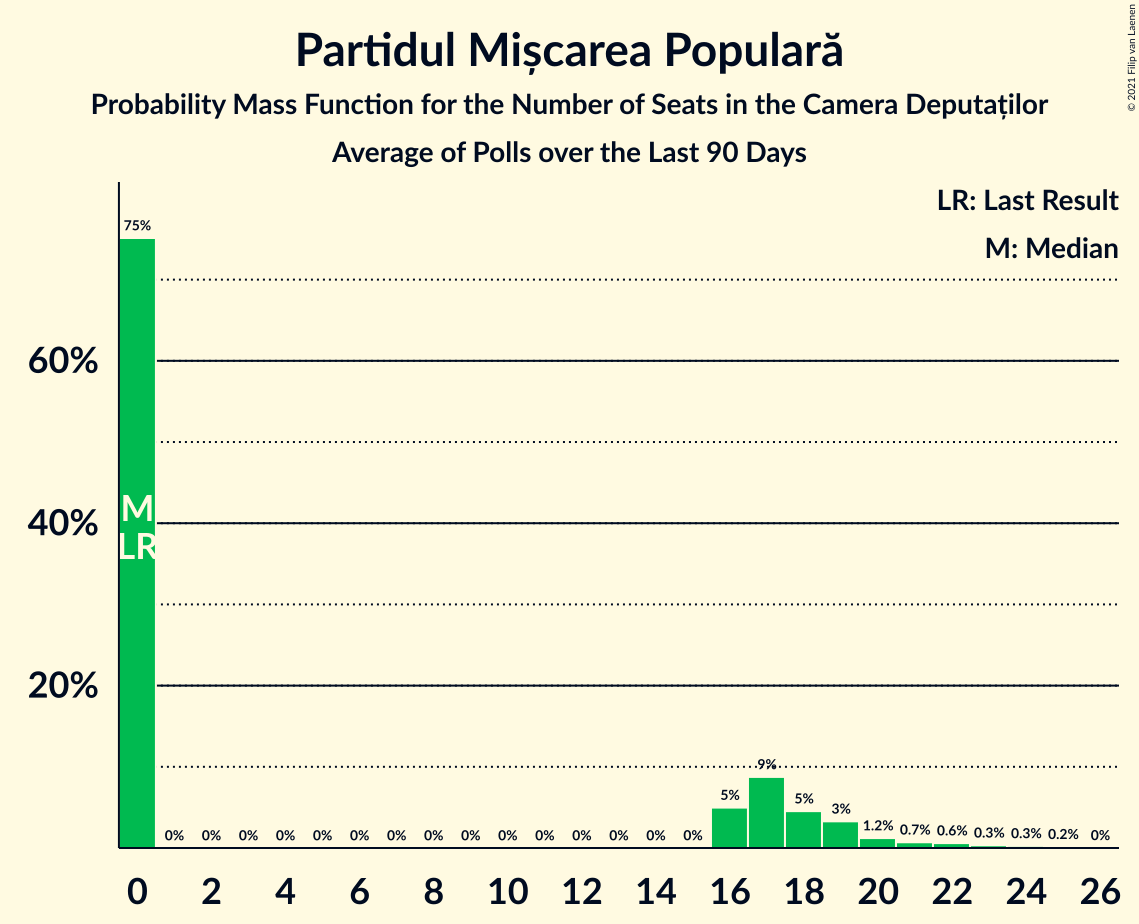 Partidul Mișcarea Populară
Probability Mass Function for the Number of Seats in the Camera Deputaților
Average of Polls over the Last 90 Days
© 2021 Filip van Laenen
LR: Last Result
M: Median
75%
60%
40%
20%
M
LR
0% 0% 0% 0% 0% 0% 0% 0% 0% 0% 0% 0% 0% 0% 0% 5% 9% 5% 3% 1.2% 0.7% 0.6% 0.3% 0.3% 0.2% 0%
0 2 4 6 8 10 12 14 16 18 20 22 24 26